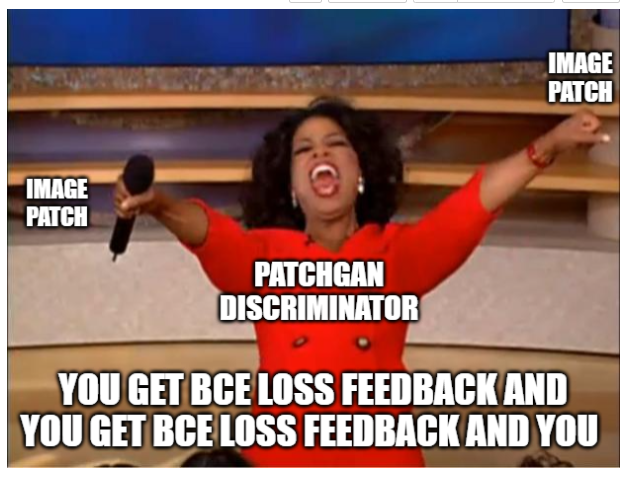 IMAGE
PATCH
IMAGE
PATCH
PATCHGAN
DISCRIMINATOR
YOU GET BCE LOSS FEEDBACK AND
YOU GET BCE LOSS FEEDBACK AND YOU